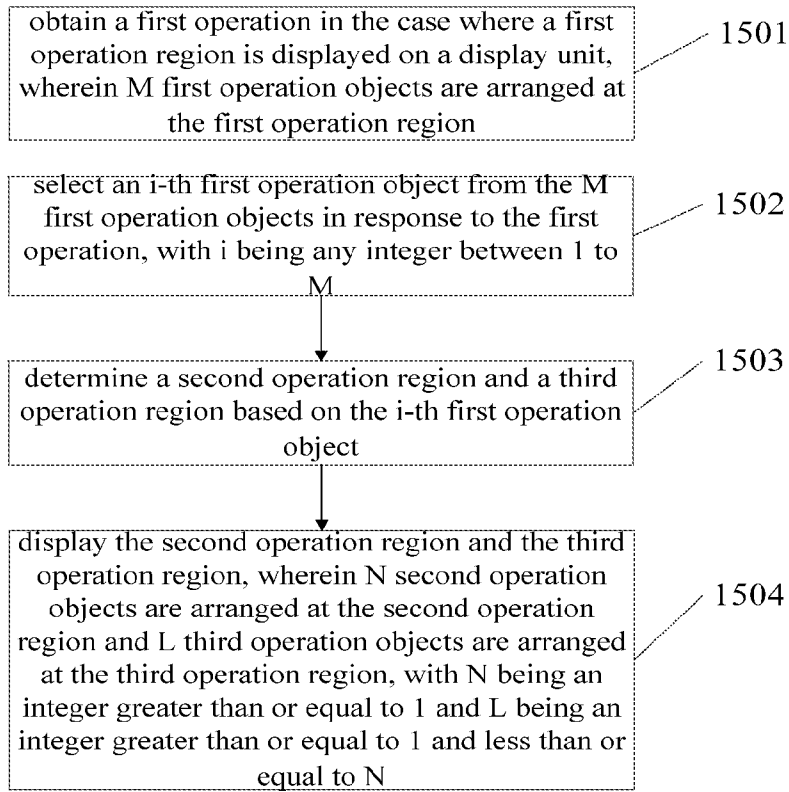 obtain a first operation in the case where a first
operation region is displayed on a display unit,
wherein M first operation objects are arranged at
the first operation region
1501
select an i-th first operation object from the M
first operation objects in response to the first
operation, with i being any integer between 1 to
M
1502
determine a second operation region and a third
operation region based on the i-th first operation
object
1503
display the second operation region and the third
operation region, wherein N second operation
objects are arranged at the second operation
region and L third operation objects are arranged
at the third operation region, with N being an
integer greater than or equal to 1 and L being an
integer greater than or equal to 1 and less than or
equal to N
1504